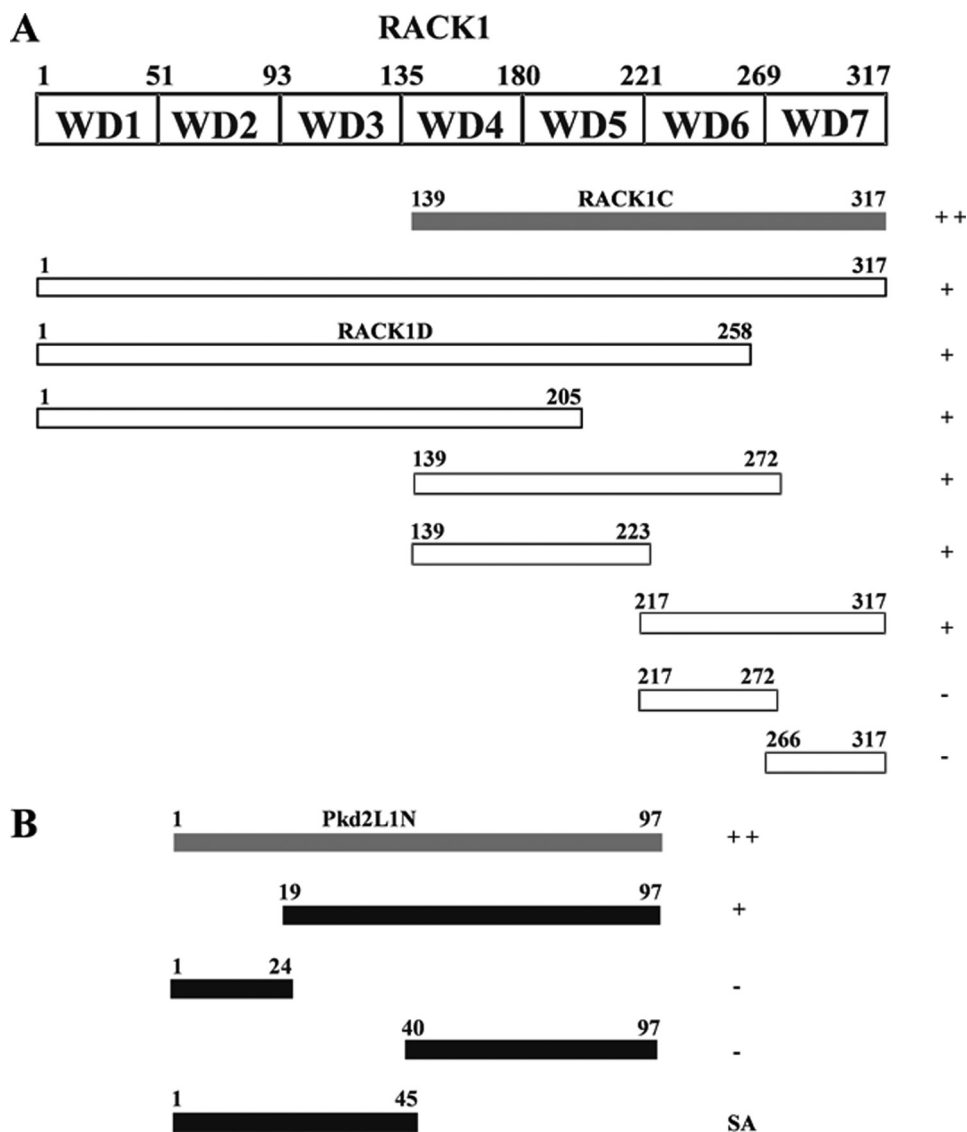 A
RACK1
1 51 93 135 180 221 269 317
WD1 WD2 WD3 WD4 WD5 WD6 WD7
139 RACK1C 317
++
1 317
+
1 RACK1D 258
+
1 205
+
139 272
+
139 223
+
217 317
+
217 272
-
266 317
-
B
1 Pkd2L1N 97
++
19 97
+
1 24
-
40 97
-
1 45
SA